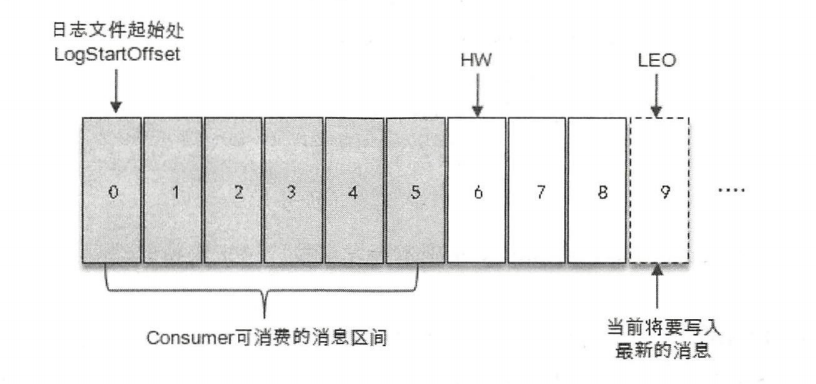 日志文件起始处
LogStartOffset
HW
LEO
0 1 2 3 4 5 6 7 8 9 ····
Consumer可消费的消息区间
当前将要写入
最新的消息